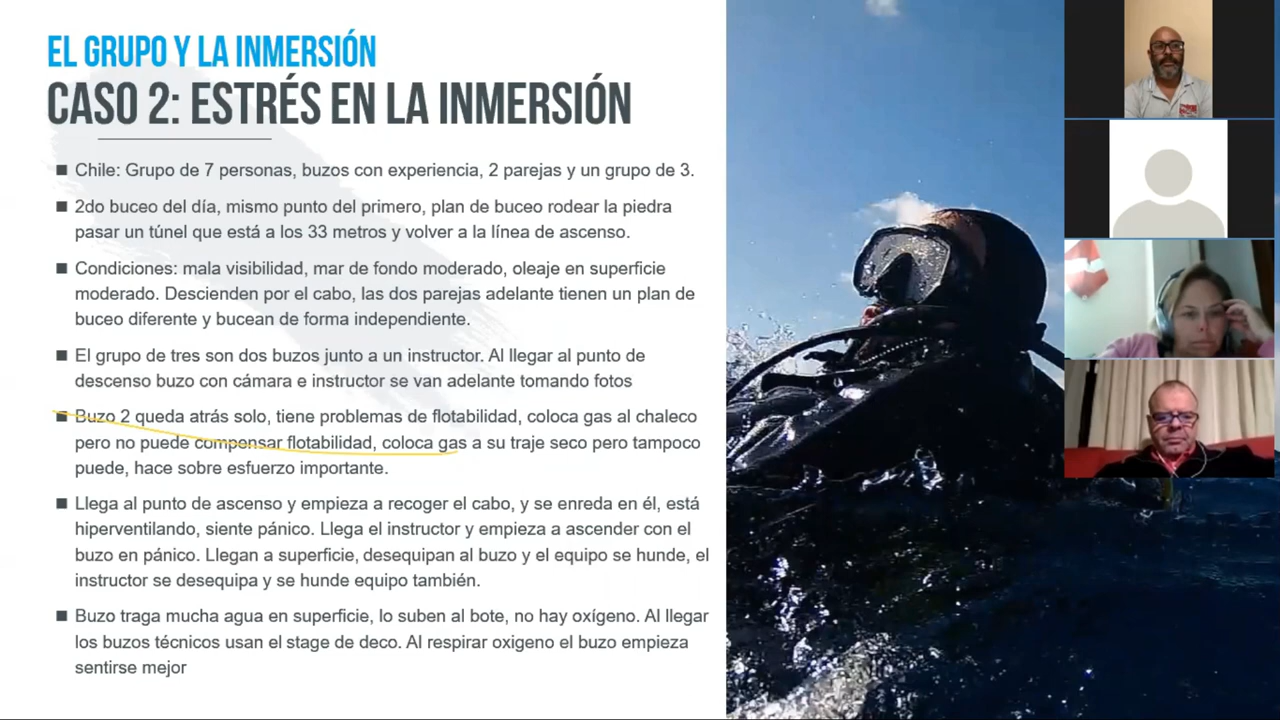 EL GRUPO Y LA INMERSIÓN
CASO 2: ESTRÉS EN LA INMERSIÓN
Chile: Grupo de 7 personas, buzos con experiencia, 2 parejas y un grupo de 3.
2do buceo del día, mismo punto del primero, plan de buceo rodear la piedra
pasar un túnel que está a los 33 metros y volver a la línea de ascenso.
Condiciones: mala visibilidad, mar de fondo moderado, oleaje en superficie
moderado. Descienden por el cabo, las dos parejas adelante tienen un plan de
buceo diferente y bucean de forma independiente.
El grupo de tres son dos buzos junto a un instructor. Al llegar al punto de
descenso buzo con cámara e instructor se van adelante tomando fotos
Buzo 2 queda atrás solo, tiene problemas de flotabilidad, coloca gas al chaleco
pero no puede compensar flotabilidad, coloca gas a su traje seco pero tampoco
puede, hace sobre esfuerzo importante.
Llega al punto de ascenso y empieza a recoger el cabo, y se enreda en él, está
hiperventilando, siente pánico. Llega el instructor y empieza a ascender con el
buzo en pánico. Llegan a superficie, desequipan al buzo y el equipo se hunde, el
instructor se desequipa y se hunde equipo también.
Buzo traga mucha agua en superficie, lo suben al bote, no hay oxígeno. Al llegar
los buzos técnicos usan el stage de deco. Al respirar oxigeno el buzo empieza
sentirse mejor